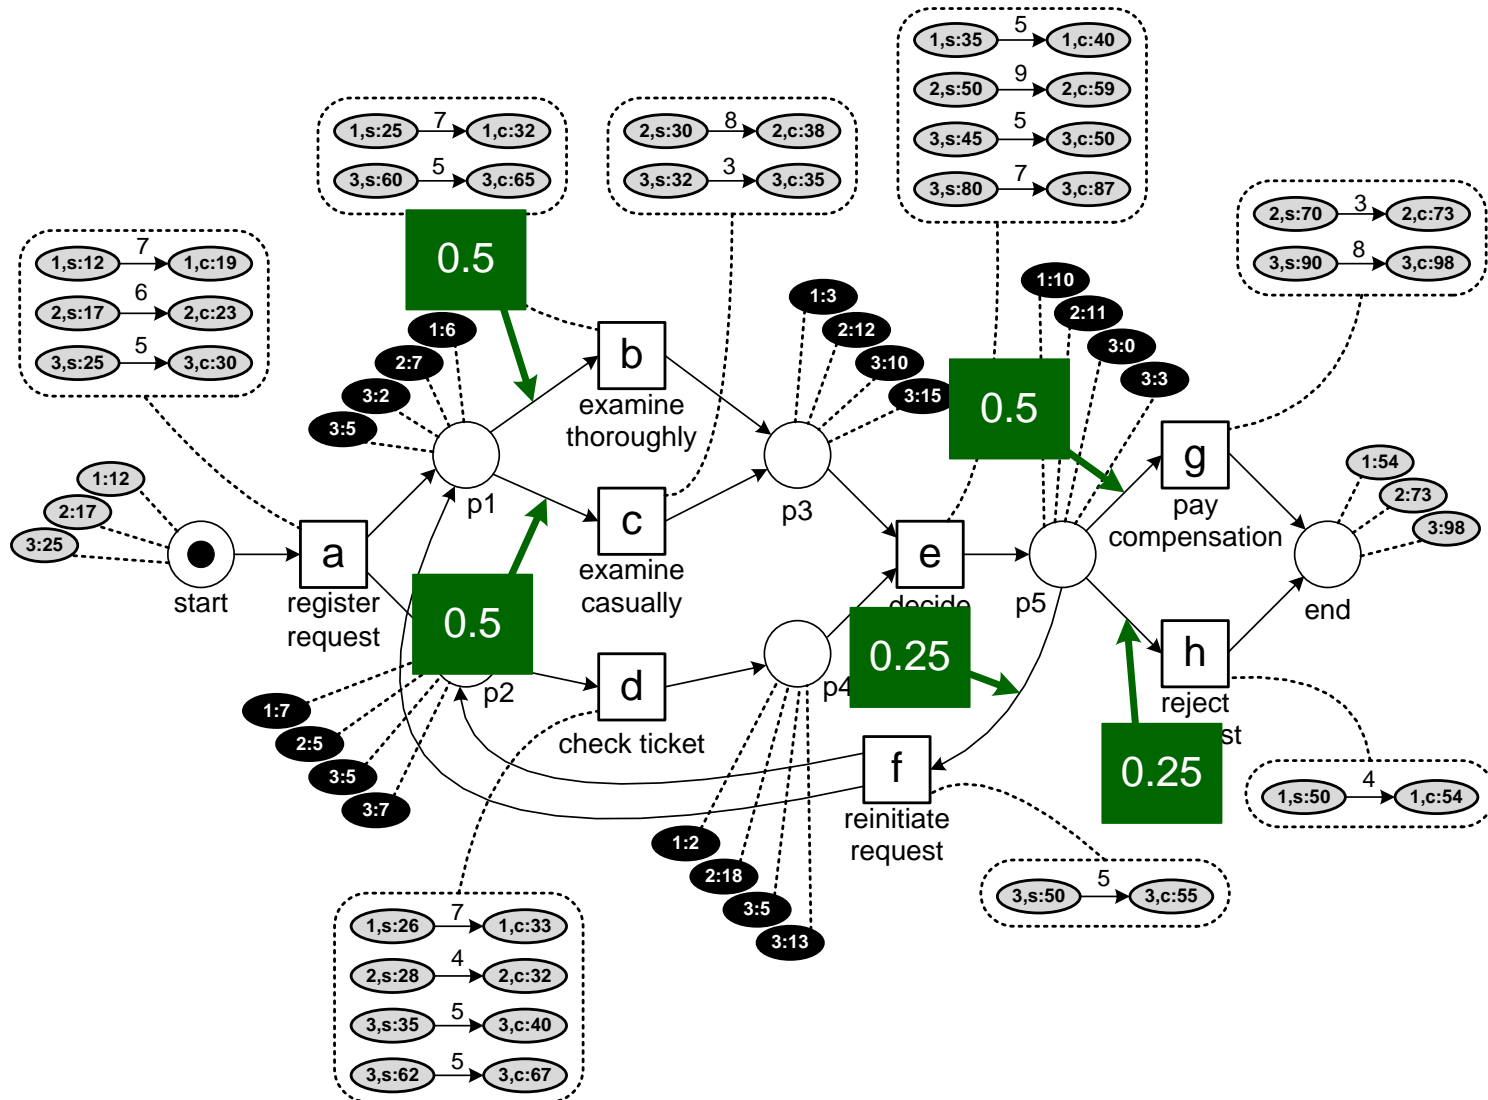 1,s:35 5 1,c:40
2,s:50 9 2,c:59
3,s:45 5 3,c:50
3,s:80 7 3,c:87
1,s:25 7 1,c:32
3,s:60 5 3,c:65
2,s:30 8 2,c:38
3,s:32 3 3,c:35
2,s:70 3 2,c:73
3,s:90 8 3,c:98
1,s:12 7 1,c:19
2,s:17 6 2,c:23
3,s:25 5 3,c:30
0.5
1:6
2:7
3:2
3:5
b
examine
thoroughly
1:3
2:12
3:10
3:15
1:10
2:11
3:0
3:3
0.5
g
pay
compensation
1:54
2:73
3:98
1:12
2:17
3:25
start
a
register
request
p1
c
examine
casually
p3
e
decide
p5
end
0.5
p2
d
check ticket
p4
0.25
h
reject
st
0.25
1:7
2:5
3:5
3:7
f
reinitiate
request
1:2
2:18
3:5
3:13
1,s:50 4 1,c:54
3,s:50 5 3,c:55
1,s:26 7 1,c:33
2,s:28 4 2,c:32
3,s:35 5 3,c:40
3,s:62 5 3,c:67